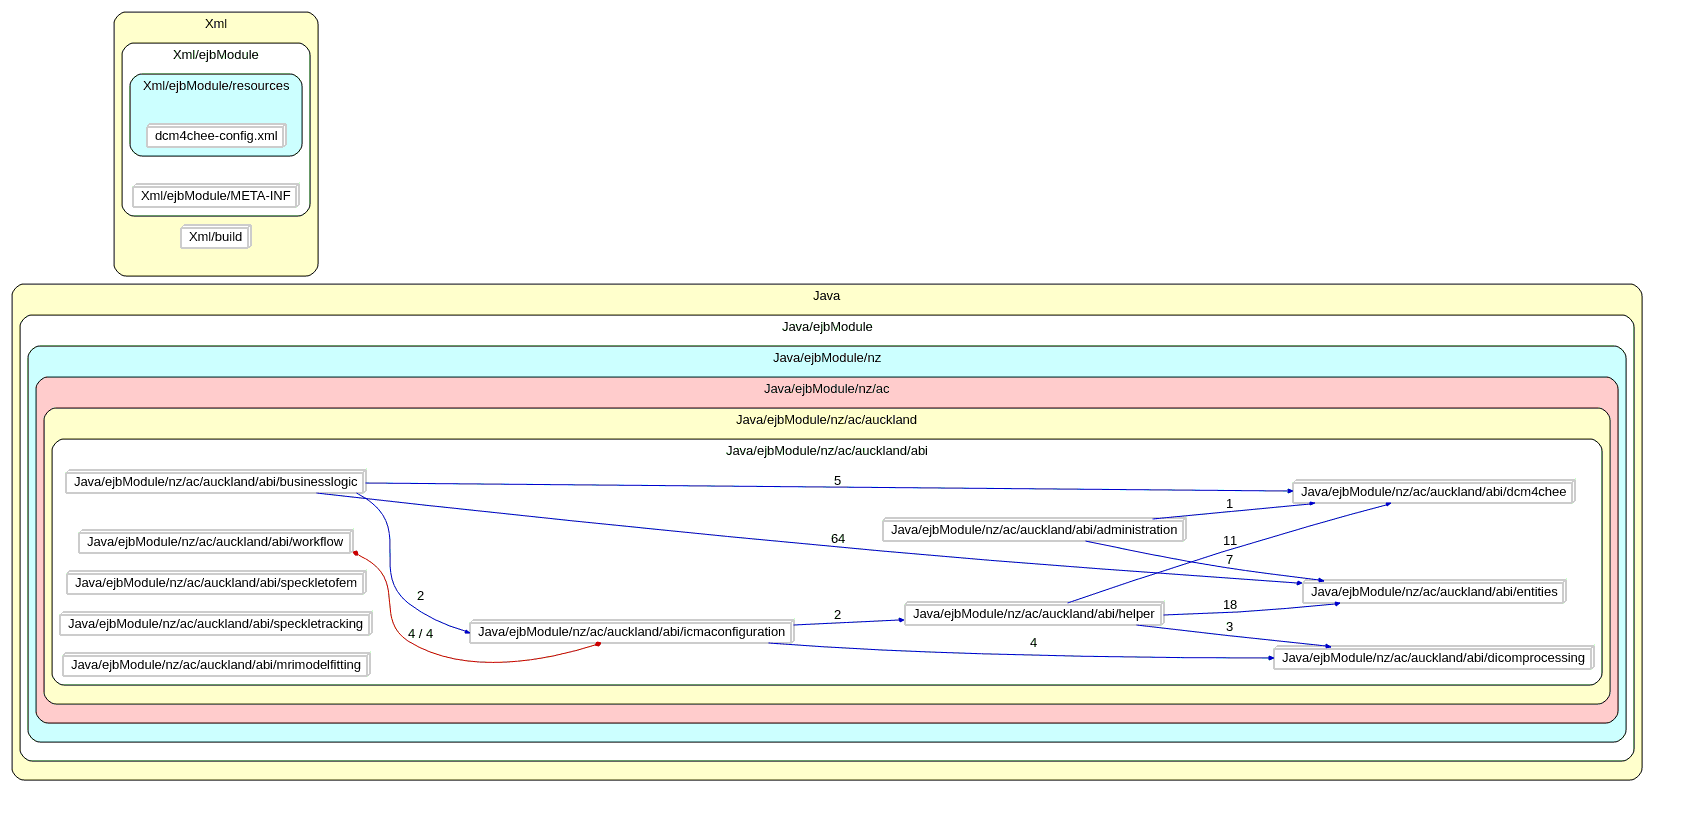 Xml
Xml/ejbModule
Xml/ejbModule/resources
dcm4chee-config.xml
Xml/ejbModule/META-INF
Xml/build
Java
Java/ejbModule
Java/ejbModule/nz
Java/ejbModule/nz/ac
Java/ejbModule/nz/ac/auckland
Java/ejbModule/nz/ac/auckland/abi
Java/ejbModule/nz/ac/auckland/abi/businesslogic
5
Java/ejbModule/nz/ac/auckland/abi/dcm4chee
1
Java/ejbModule/nz/ac/auckland/abi/administration
64
11
Java/ejbModule/nz/ac/auckland/abi/workflow
7
Java/ejbModule/nz/ac/auckland/abi/speckletofem
Java/ejbModule/nz/ac/auckland/abi/entities
2
18
Java/ejbModule/nz/ac/auckland/abi/helper
2
Java/ejbModule/nz/ac/auckland/abi/speckletracking
4 / 4
Java/ejbModule/nz/ac/auckland/abi/icmaconfiguration
3
4
Java/ejbModule/nz/ac/auckland/abi/dicomprocessing
Java/ejbModule/nz/ac/auckland/abi/mrimodelfitting